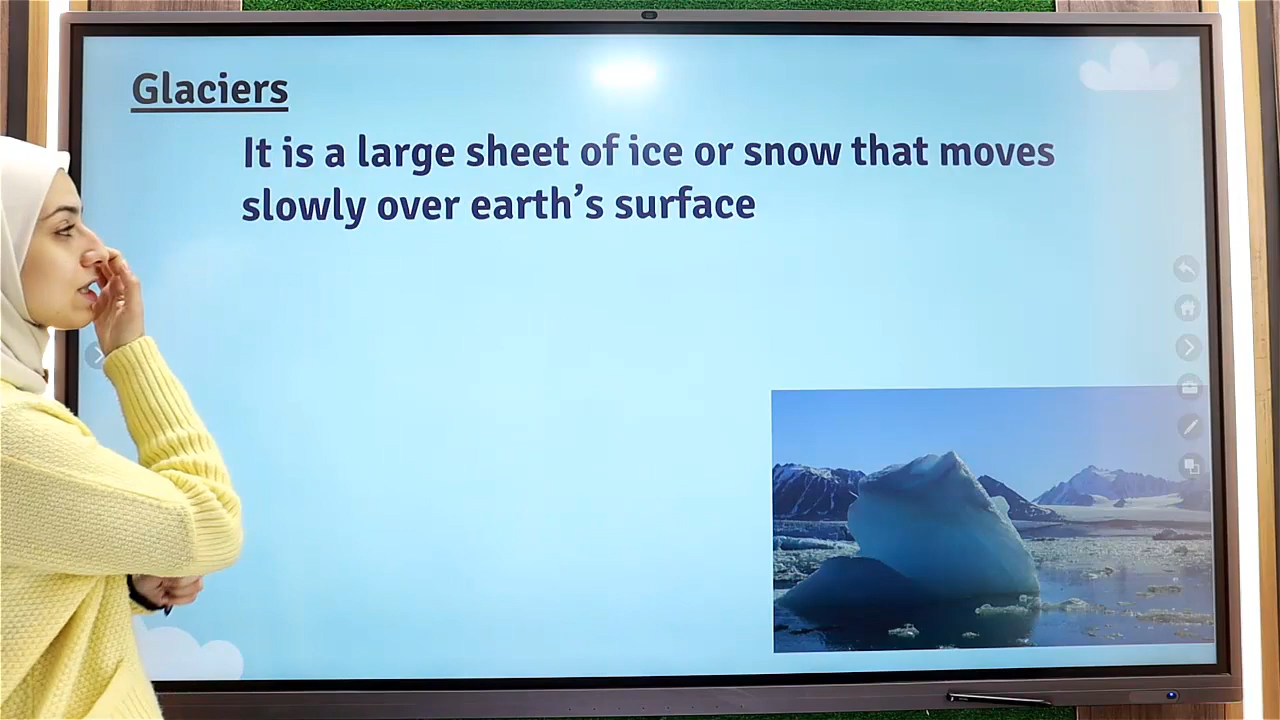 Glaciers
It is a large sheet of ice or snow that moves
slowly over earth’s surface